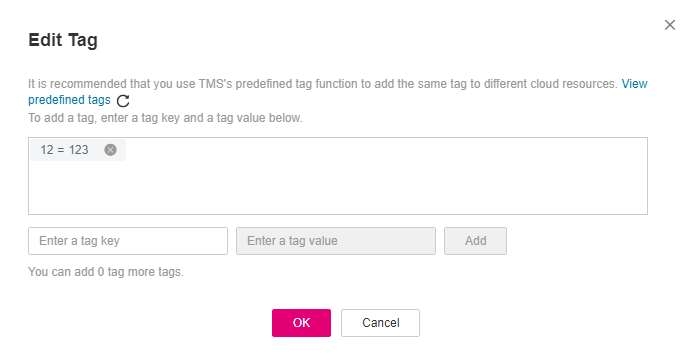 Edit Tag
It is recommended that you use TMS's predefined tag function to add the same tag to different cloud resources. View
predefined tags
To add a tag, enter a tag key and a tag value below.
12 = 123
Enter a tag key Enter a tag value Add
You can add 0 tag more tags.
OK Cancel